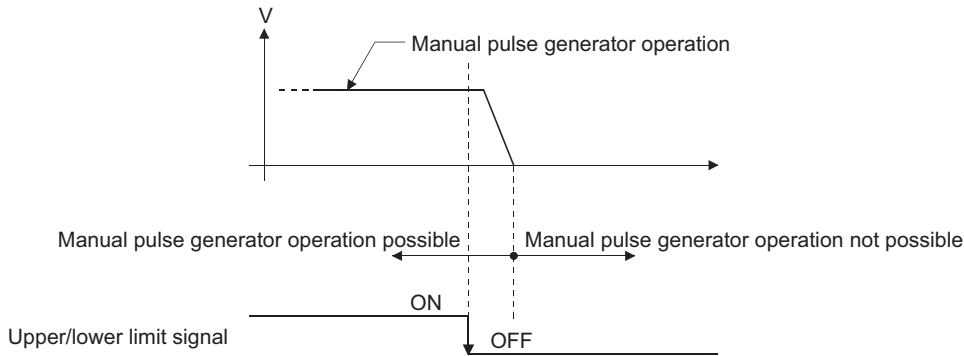 V
Manual pulse generator operation
Manual pulse generator operation possible
Manual pulse generator operation not possible
ON
Upper/lower limit signal
OFF